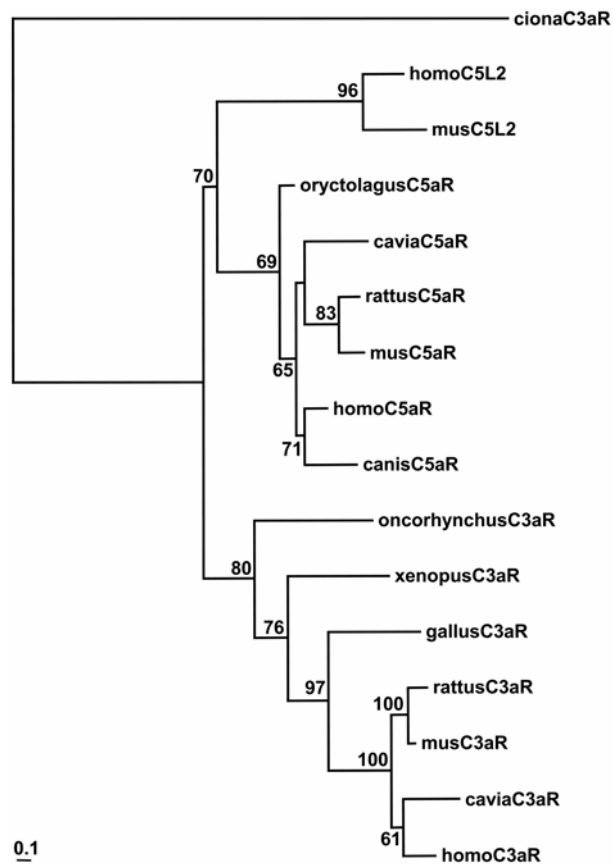 cionaC3aR
homoC5L2
96
musC5L2
70
oryctolagusC5aR
caviaC5aR
69
rattusC5aR
83
musC5aR
65
homoC5aR
71
canisC5aR
oncorhynchusC3aR
80
xenopusC3aR
76
gallusC3aR
97
rattusC3aR
100
musC3aR
100
caviaC3aR
61
homoC3aR
0.1